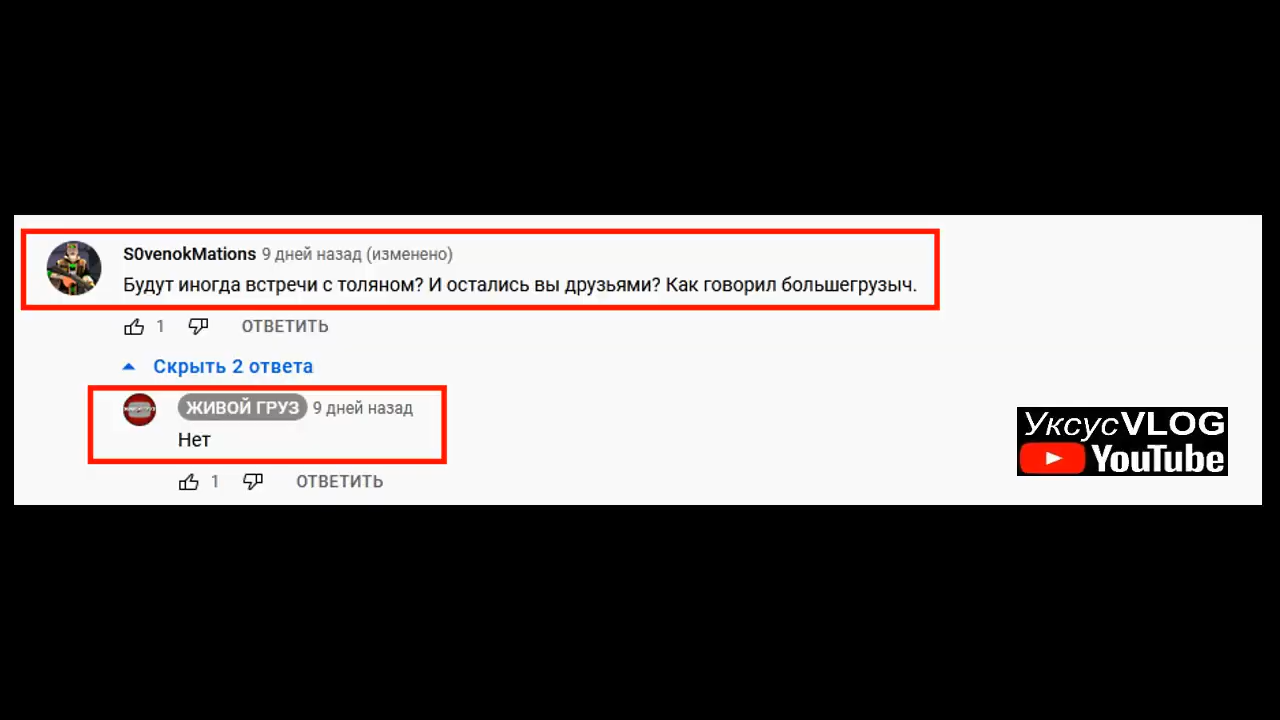 S0venokMations 9 дней назад (изменено)
Будут иногда встречи с толяном? И остались вы друзьями? Как говорил большегрузыч.
1 ОТВЕТИТЬ
Скрыть 2 ответа
ЖИВОЙ ГРУЗ 9 дней назад
Нет
1 ОТВЕТИТЬ
УксусVLOG
YouTube